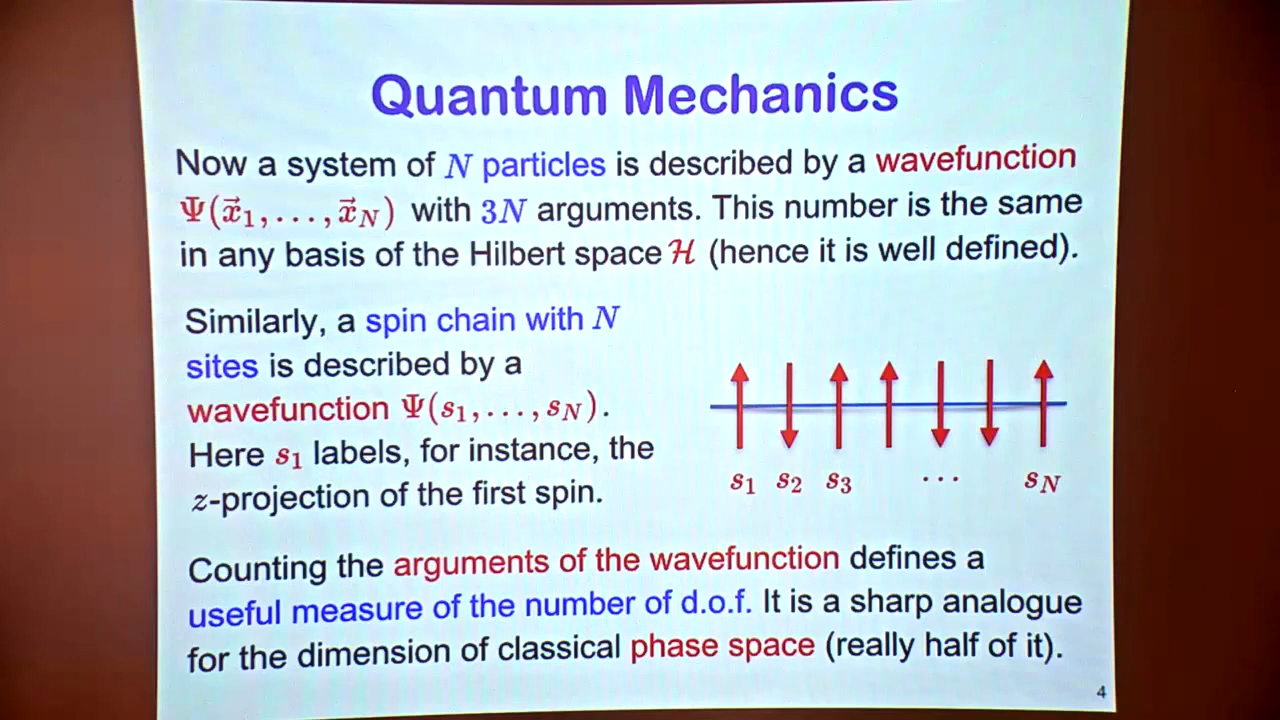 Quantum Mechanics
Now a system of N particles is described by a wavefunction
Ψ(x⃗₁, . . . , x⃗_N) with 3N arguments. This number is the same
in any basis of the Hilbert space ℋ (hence it is well defined).
Similarly, a spin chain with N
sites is described by a
wavefunction Ψ(s₁, . . . , s_N).
Here s₁ labels, for instance, the
z-projection of the first spin.
s₁ s₂ s₃ · · · s_N
Counting the arguments of the wavefunction defines a
useful measure of the number of d.o.f. It is a sharp analogue
for the dimension of classical phase space (really half of it).
4